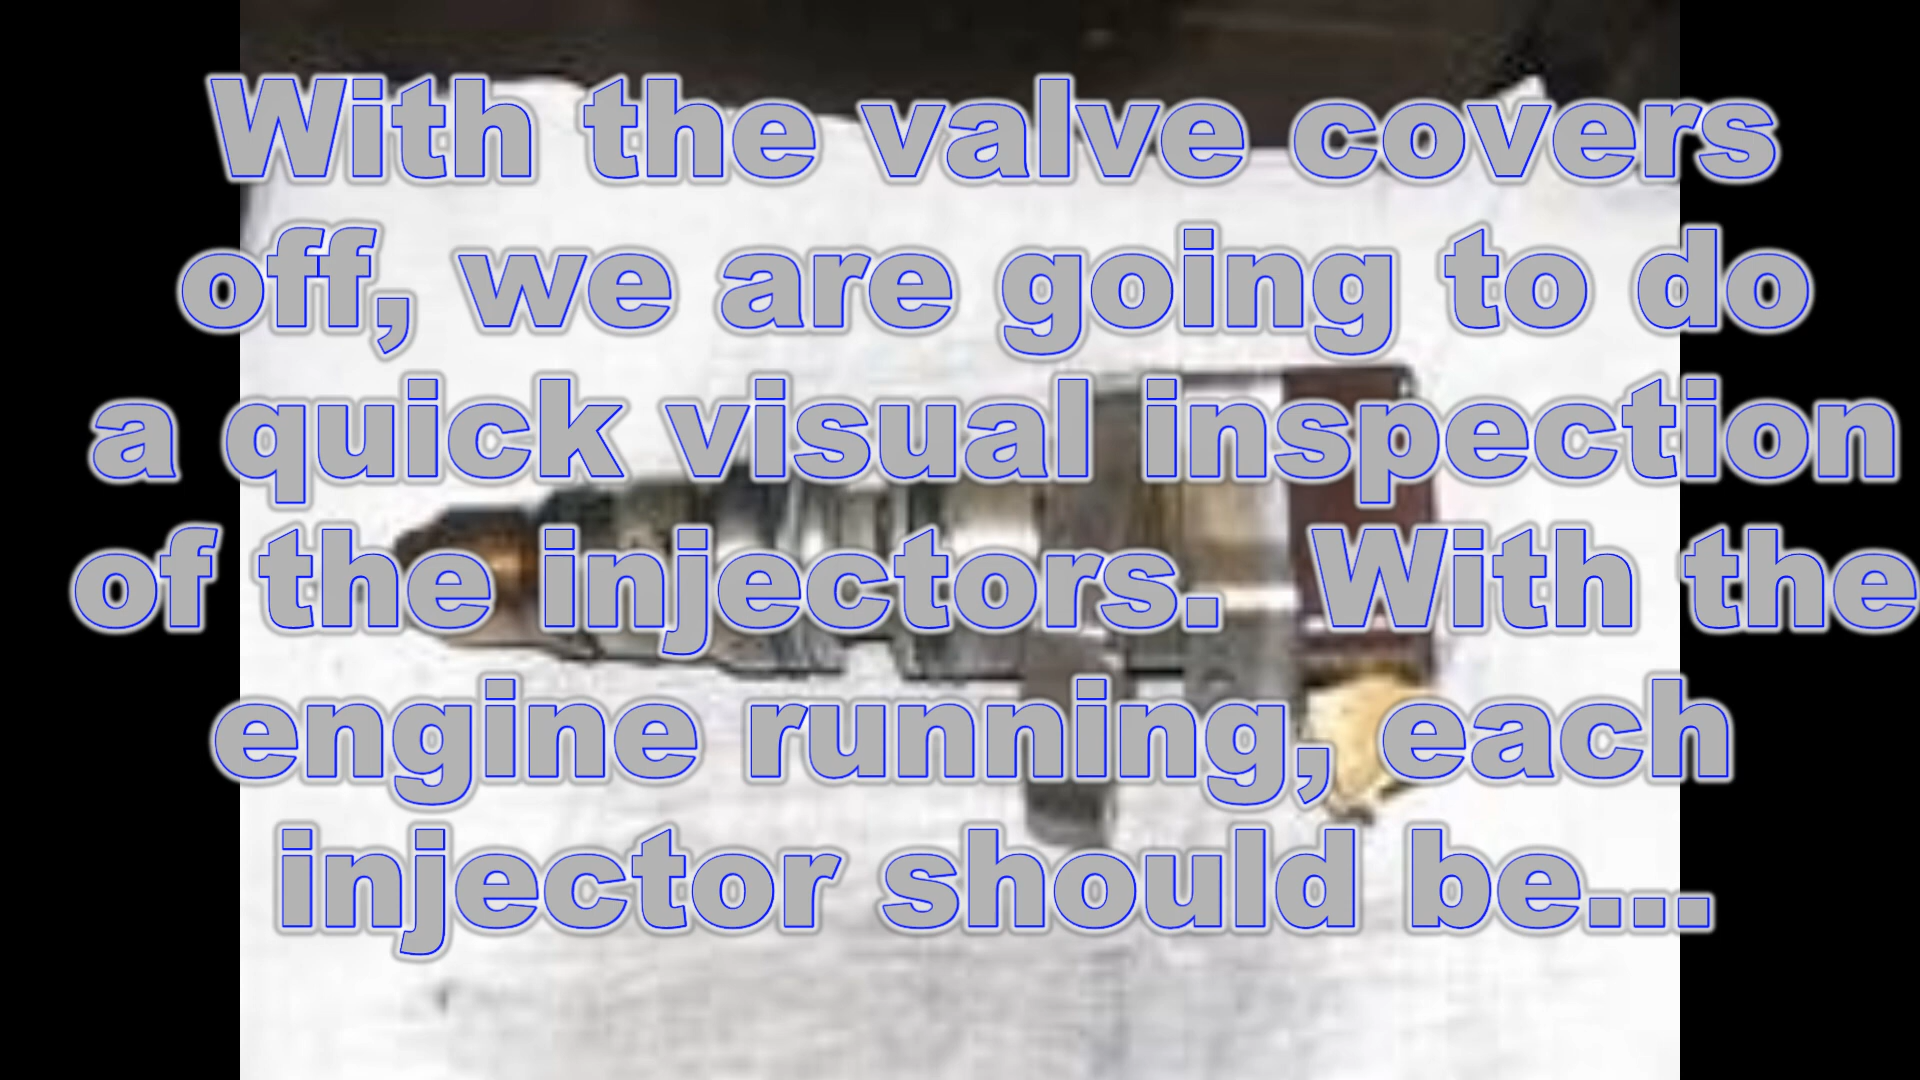 With the valve covers
off, we are going to do
a quick visual inspection
of the injectors.  With the
engine running, each
injector should be...